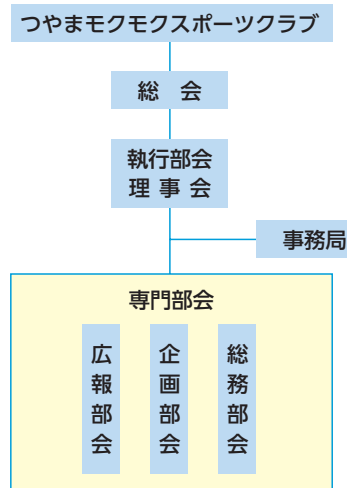 つやまモクモクスポーツクラブ
総　会
執行部会
理 事 会
事務局
専門部会
広報部会
企画部会
総務部会